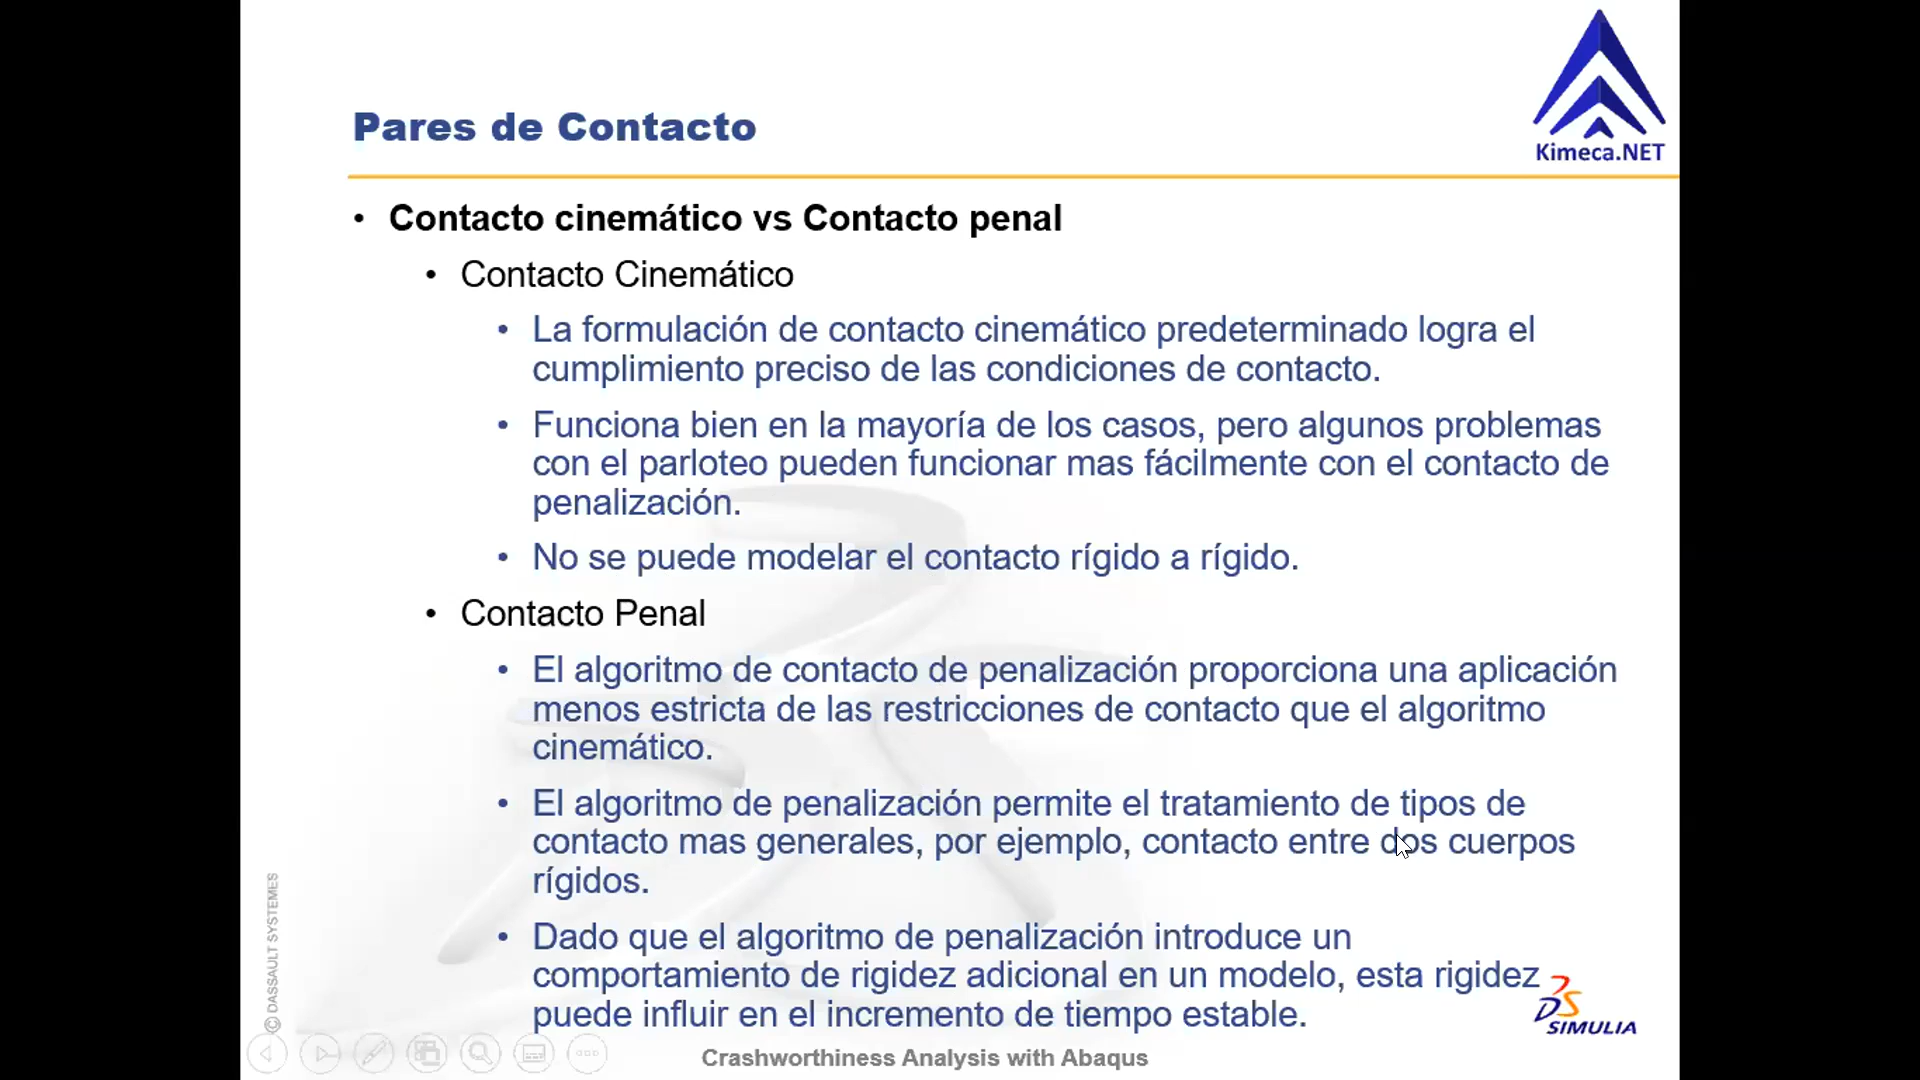 Kimeca.NET
Pares de Contacto
• Contacto cinemático vs Contacto penal
• Contacto Cinemático
• La formulación de contacto cinemático predeterminado logra el
cumplimiento preciso de las condiciones de contacto.
• Funciona bien en la mayoría de los casos, pero algunos problemas
con el parloteo pueden funcionar mas fácilmente con el contacto de
penalización.
• No se puede modelar el contacto rígido a rígido.
• Contacto Penal
• El algoritmo de contacto de penalización proporciona una aplicación
menos estricta de las restricciones de contacto que el algoritmo
cinemático.
• El algoritmo de penalización permite el tratamiento de tipos de
contacto mas generales, por ejemplo, contacto entre dos cuerpos
rígidos.
• Dado que el algoritmo de penalización introduce un
comportamiento de rigidez adicional en un modelo, esta rigidez
puede influir en el incremento de tiempo estable.
© DASSAULT SYSTEMES
DS SIMULIA
Crashworthiness Analysis with Abaqus